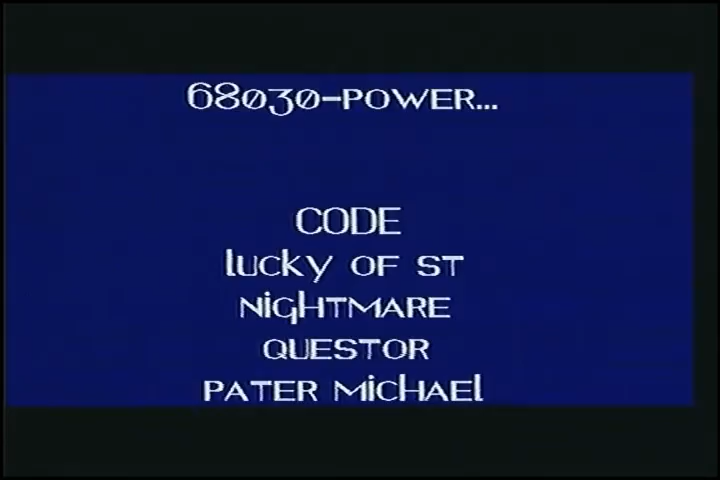 68030-POWER...
CODE
lucky OF ST
NiGHTMARE
QUESTOR
PATER MiCHAEl